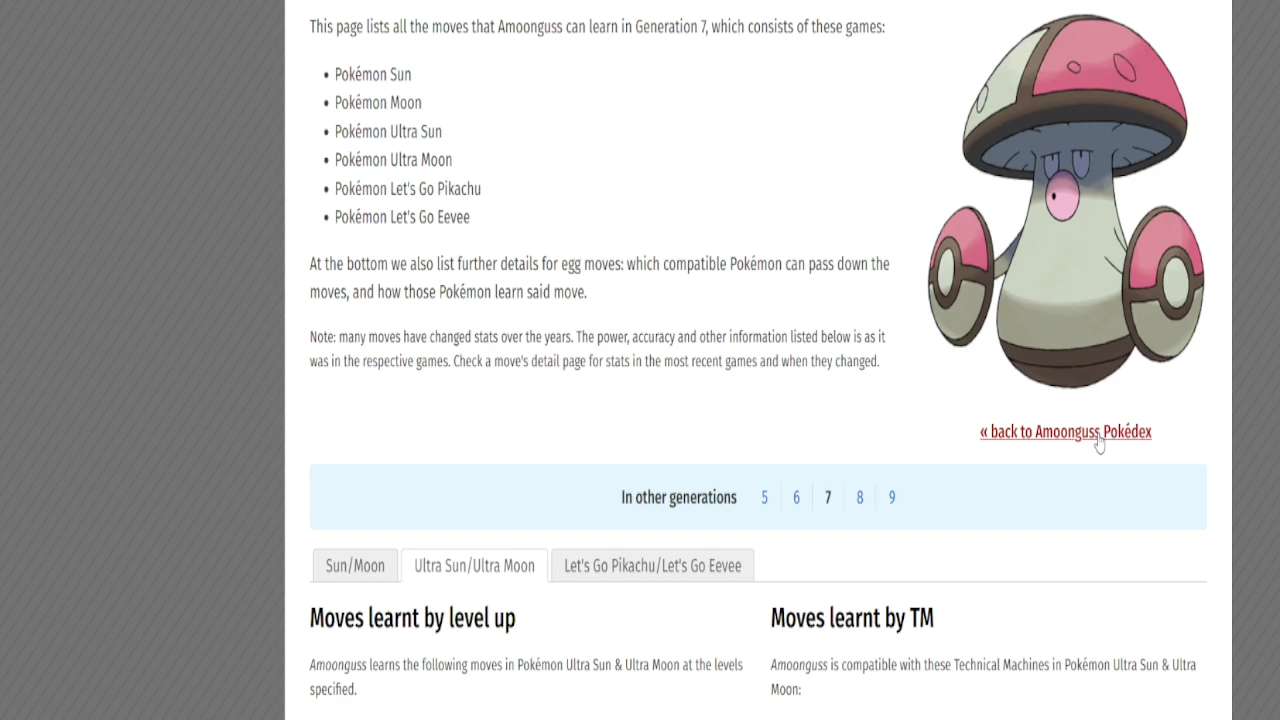 This page lists all the moves that Amoonguss can learn in Generation 7, which consists of these games:
• Pokémon Sun
• Pokémon Moon
• Pokémon Ultra Sun
• Pokémon Ultra Moon
• Pokémon Let's Go Pikachu
• Pokémon Let's Go Eevee
At the bottom we also list further details for egg moves: which compatible Pokémon can pass down the
moves, and how those Pokémon learn said move.
Note: many moves have changed stats over the years. The power, accuracy and other information listed below is as it
was in the respective games. Check a move's detail page for stats in the most recent games and when they changed.
« back to Amoonguss Pokédex
In other generations 5 6 7 8 9
Sun/Moon Ultra Sun/Ultra Moon Let's Go Pikachu/Let's Go Eevee
Moves learnt by level up
Amoonguss learns the following moves in Pokémon Ultra Sun & Ultra Moon at the levels
specified.
Moves learnt by TM
Amoonguss is compatible with these Technical Machines in Pokémon Ultra Sun & Ultra
Moon: